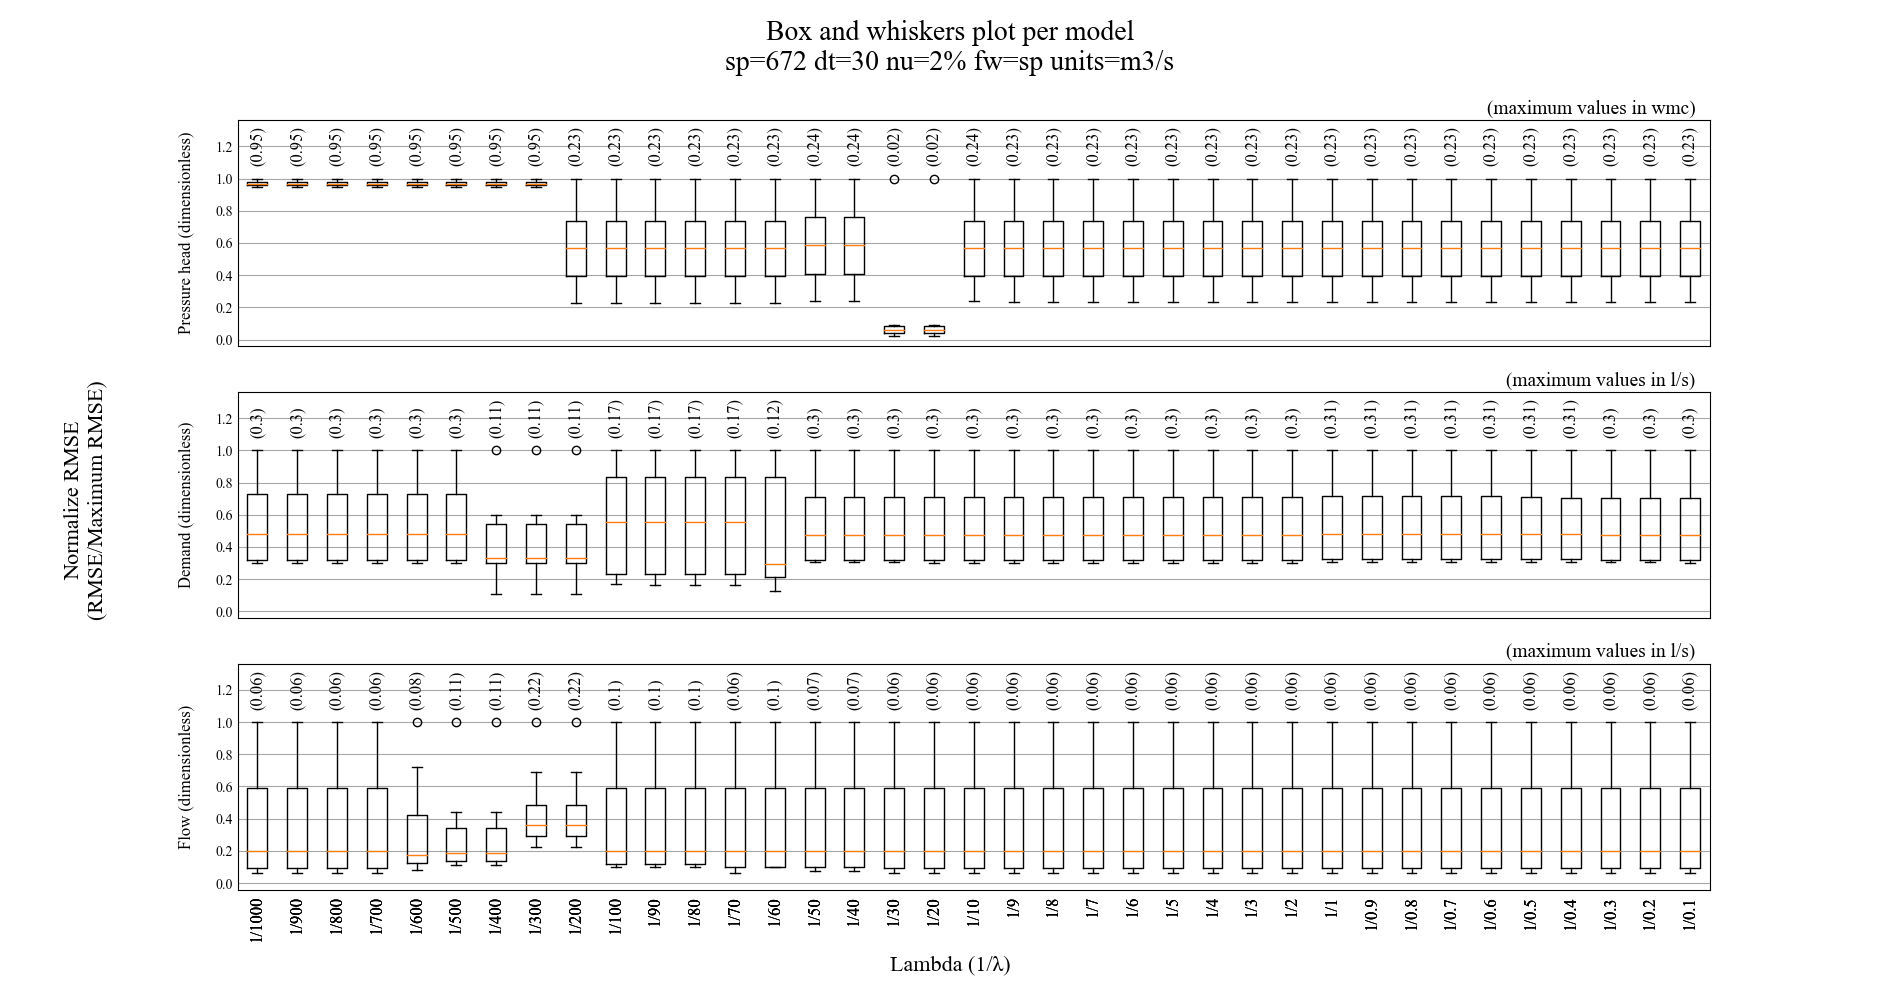 Box and whiskers plot per model
sp=672 dt=30 nu=2% fw=sp units=m3/s
(maximum values in wmc)
Pressure head (dimensionless)
1.2
1.0
0.8
0.6
0.4
0.2
0.0
(0.95) (0.95) (0.95) (0.95) (0.95) (0.95) (0.95) (0.95) (0.23) (0.23) (0.23) (0.23) (0.23) (0.23) (0.24) (0.24) (0.02) (0.02) (0.24) (0.23) (0.23) (0.23) (0.23) (0.23) (0.23) (0.23) (0.23) (0.23) (0.23) (0.23) (0.23) (0.23) (0.23) (0.23) (0.23) (0.23) (0.23)
(maximum values in l/s)
Normalize RMSE
(RMSE/Maximum RMSE)
Demand (dimensionless)
1.2
1.0
0.8
0.6
0.4
0.2
0.0
(0.3) (0.3) (0.3) (0.3) (0.3) (0.3) (0.11) (0.11) (0.11) (0.17) (0.17) (0.17) (0.17) (0.12) (0.3) (0.3) (0.3) (0.3) (0.3) (0.3) (0.3) (0.3) (0.3) (0.3) (0.3) (0.3) (0.3) (0.31) (0.31) (0.31) (0.31) (0.31) (0.31) (0.31) (0.3) (0.3) (0.3)
(maximum values in l/s)
Flow (dimensionless)
1.2
1.0
0.8
0.6
0.4
0.2
0.0
(0.06) (0.06) (0.06) (0.06) (0.08) (0.11) (0.11) (0.22) (0.22) (0.1) (0.1) (0.1) (0.06) (0.1) (0.07) (0.07) (0.06) (0.06) (0.06) (0.06) (0.06) (0.06) (0.06) (0.06) (0.06) (0.06) (0.06) (0.06) (0.06) (0.06) (0.06) (0.06) (0.06) (0.06) (0.06) (0.06) (0.06)
1/1000 1/900 1/800 1/700 1/600 1/500 1/400 1/300 1/200 1/100 1/90 1/80 1/70 1/60 1/50 1/40 1/30 1/20 1/10 1/9 1/8 1/7 1/6 1/5 1/4 1/3 1/2 1/1 1/0.9 1/0.8 1/0.7 1/0.6 1/0.5 1/0.4 1/0.3 1/0.2 1/0.1
Lambda (1/λ)